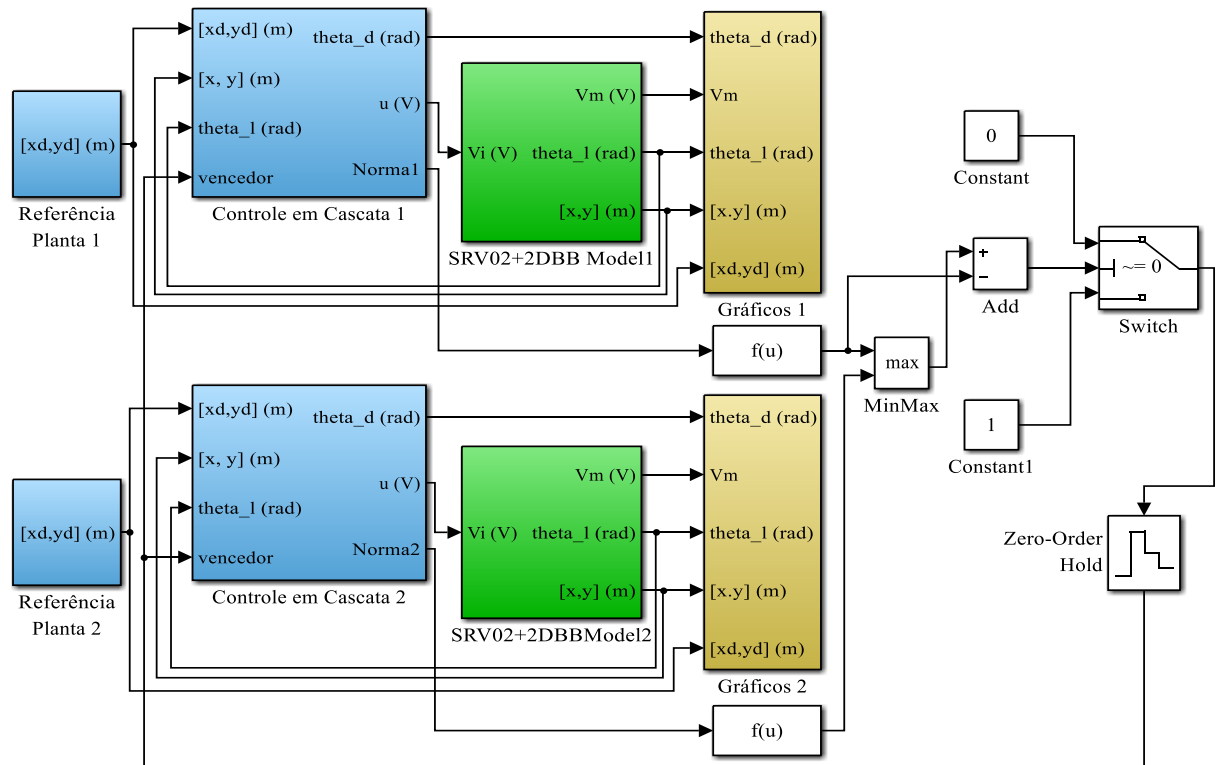 [xd,yd] (m)
Referência
Planta 1
[xd,yd] (m)
[x, y] (m)
theta_l (rad)
vencedor
theta_d (rad)
u (V)
Norma1
Controle em Cascata 1
Vi (V)
Vm (V)
theta_l (rad)
[x,y] (m)
SRV02+2DBB Model1
theta_d (rad)
Vm
theta_l (rad)
[x.y] (m)
[xd,yd] (m)
Gráficos 1
f(u)
max
MinMax
+
−
Add
0
Constant
~= 0
Switch
1
Constant1
Zero-Order
Hold
[xd,yd] (m)
Referência
Planta 2
[xd,yd] (m)
[x, y] (m)
theta_l (rad)
vencedor
theta_d (rad)
u (V)
Norma2
Controle em Cascata 2
Vi (V)
Vm (V)
theta_l (rad)
[x,y] (m)
SRV02+2DBBModel2
theta_d (rad)
Vm
theta_l (rad)
[x.y] (m)
[xd,yd] (m)
Gráficos 2
f(u)